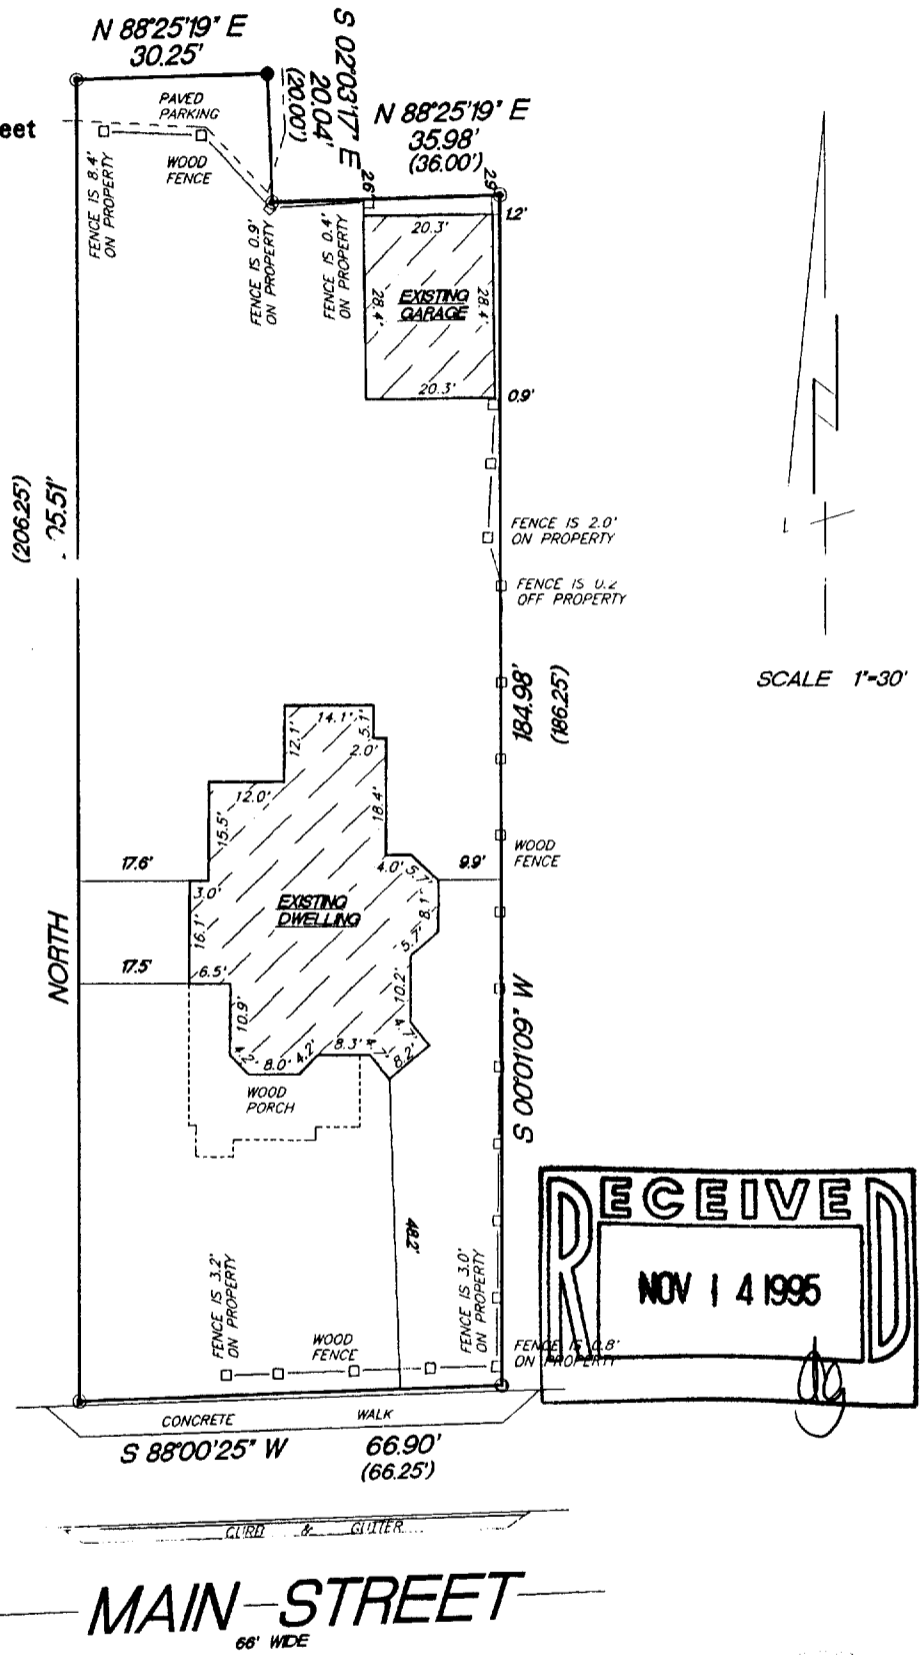 N 88°25'19" E
30.25'
S 02°03'17" E
20.04'
(20.00')
N 88°25'19" E
35.98'
(36.00')
eet
PAVED
PARKING
WOOD
FENCE
FENCE IS 8.4'
ON PROPERTY
FENCE IS 0.9'
ON PROPERTY
FENCE IS 0.4'
ON PROPERTY
1.2'
20.3'
28.4'
EXISTING
GARAGE
28.4'
20.3'
0.9'
(206.25')
FENCE IS 2.0'
ON PROPERTY
FENCE IS 0.2
OFF PROPERTY
SCALE 1"=30'
184.98'
(186.25')
14.1'
5.1'
12.1'
2.0'
12.0'
15.5'
18.4'
WOOD
FENCE
17.6'
4.0'
5.7'
9.9'
3.0'
EXISTING
DWELLING
16.1'
8.1'
5.7'
NORTH
17.5'
6.5'
10.2'
10.9'
S 00°01'09" W
8.0'
4.2'
8.3'
8.2'
WOOD
PORCH
48.2'
RECEIVED
NOV 14 1995
FENCE IS 3.2'
ON PROPERTY
FENCE IS 3.0'
ON PROPERTY
WOOD
FENCE
FENCE IS 0.8'
ON PROPERTY
CONCRETE WALK
S 88°00'25" W 66.90'
(66.25')
CURB & GUTTER
MAIN STREET
66' WIDE